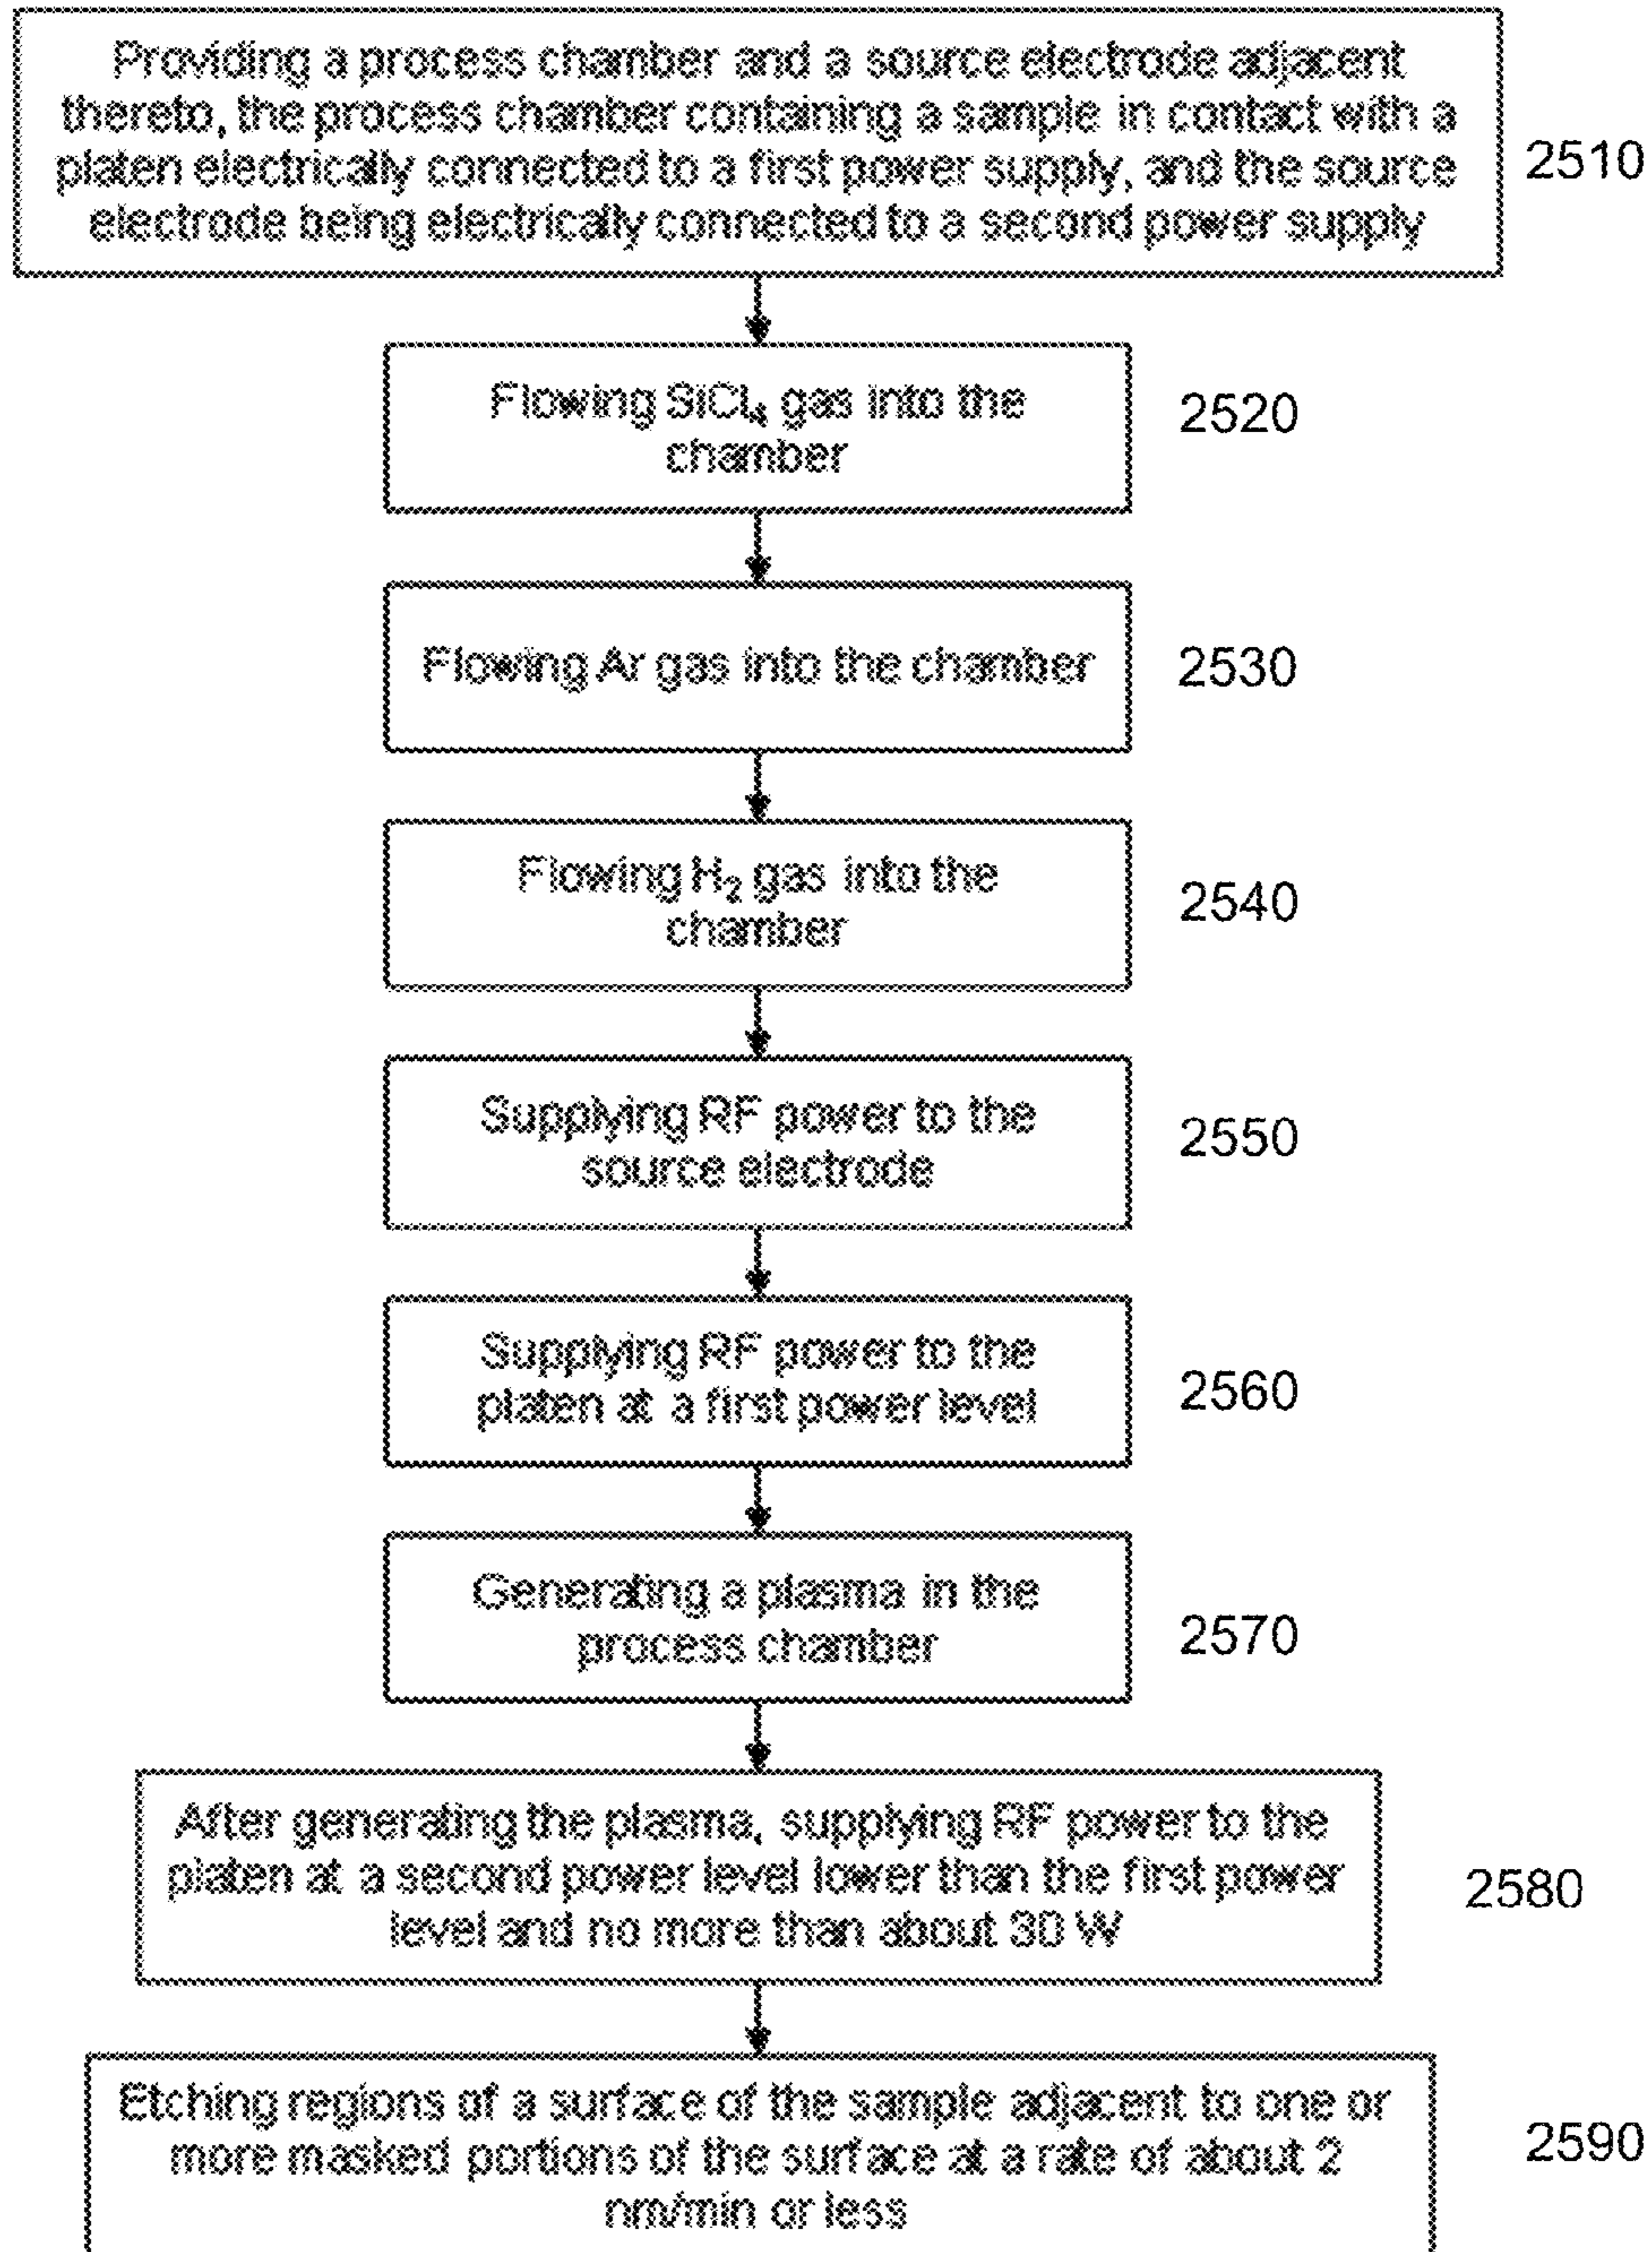 Providing a process chamber and a source electrode adjacent
thereto, the process chamber containing a sample in contact with a
platen electrically connected to a first power supply, and the source
electrode being electrically connected to a second power supply
2510
Flowing SiCl₄ gas into the
chamber
2520
Flowing Ar gas into the chamber
2530
Flowing H₂ gas into the
chamber
2540
Supplying RF power to the
source electrode
2550
Supplying RF power to the
platen at a first power level
2560
Generating a plasma in the
process chamber
2570
After generating the plasma, supplying RF power to the
platen at a second power level lower than the first power
level and no more than about 30 W
2580
Etching regions of a surface of the sample adjacent to one or
more masked portions of the surface at a rate of about 2
nm/min or less
2590